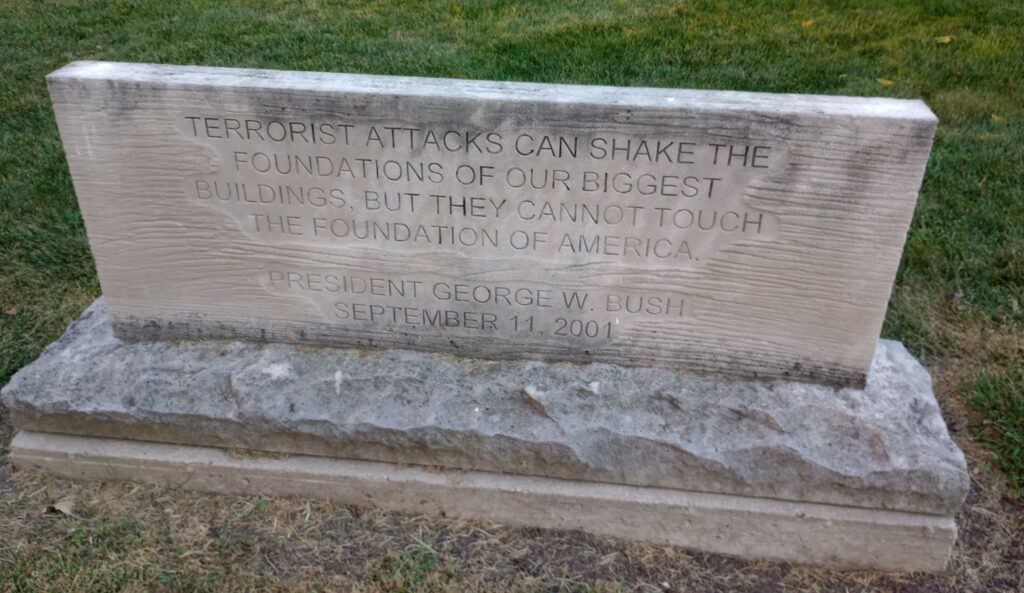 TERRORIST ATTACKS CAN SHAKE THE
FOUNDATIONS OF OUR BIGGEST
BUILDINGS, BUT THEY CANNOT TOUCH
THE FOUNDATION OF AMERICA.
PRESIDENT GEORGE W. BUSH
SEPTEMBER 11, 2001